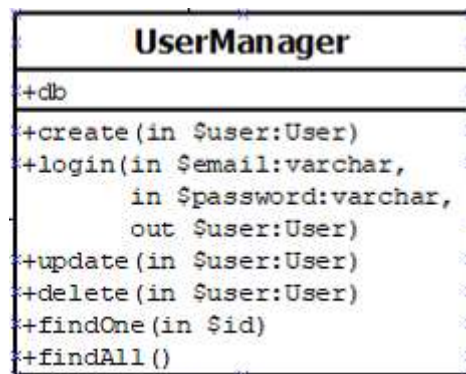 UserManager
+db
+create(in $user:User)
+login(in $email:varchar,
in $password:varchar,
out $user:User)
+update(in $user:User)
+delete(in $user:User)
+findOne(in $id)
+findAll()